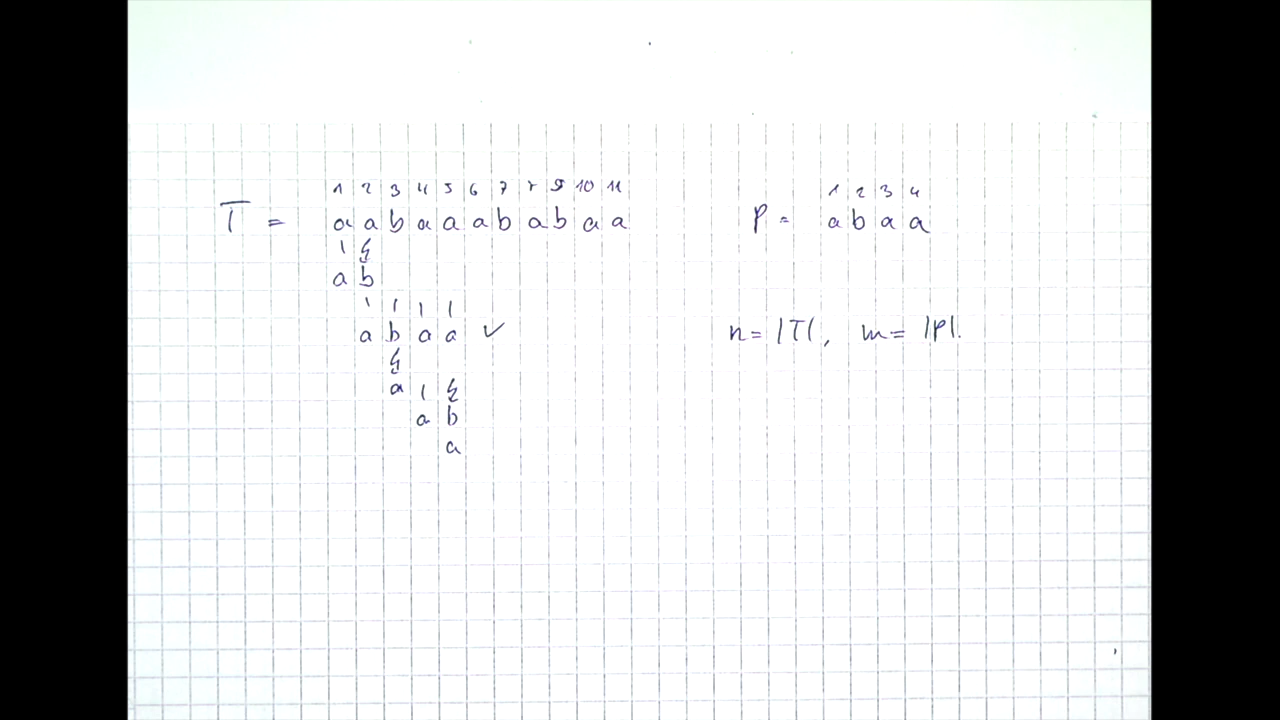 1 2 3 4 5 6 7 8 9 10 11
1 2 3 4
T = a a b a a a b a b a a
P = a b a a
a b
a b a a ✓
n = |T|, m = |P|.
a
a b
a